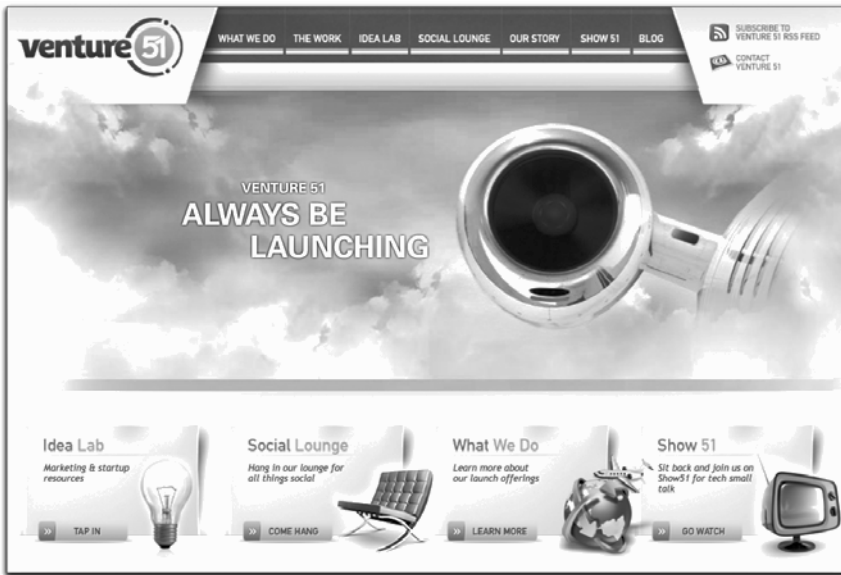 venture 51
WHAT WE DO THE WORK IDEA LAB SOCIAL LOUNGE OUR STORY SHOW 51 BLOG
SUBSCRIBE TO
VENTURE 51 RSS FEED
CONTACT
VENTURE 51
VENTURE 51
ALWAYS BE
LAUNCHING
Idea Lab
Marketing & startup
resources
TAP IN
Social Lounge
Hang in our lounge for
all things social
COME HANG
What We Do
Learn more about
our launch offerings
LEARN MORE
Show 51
Sit back and join us on
Show51 for tech small
talk
GO WATCH